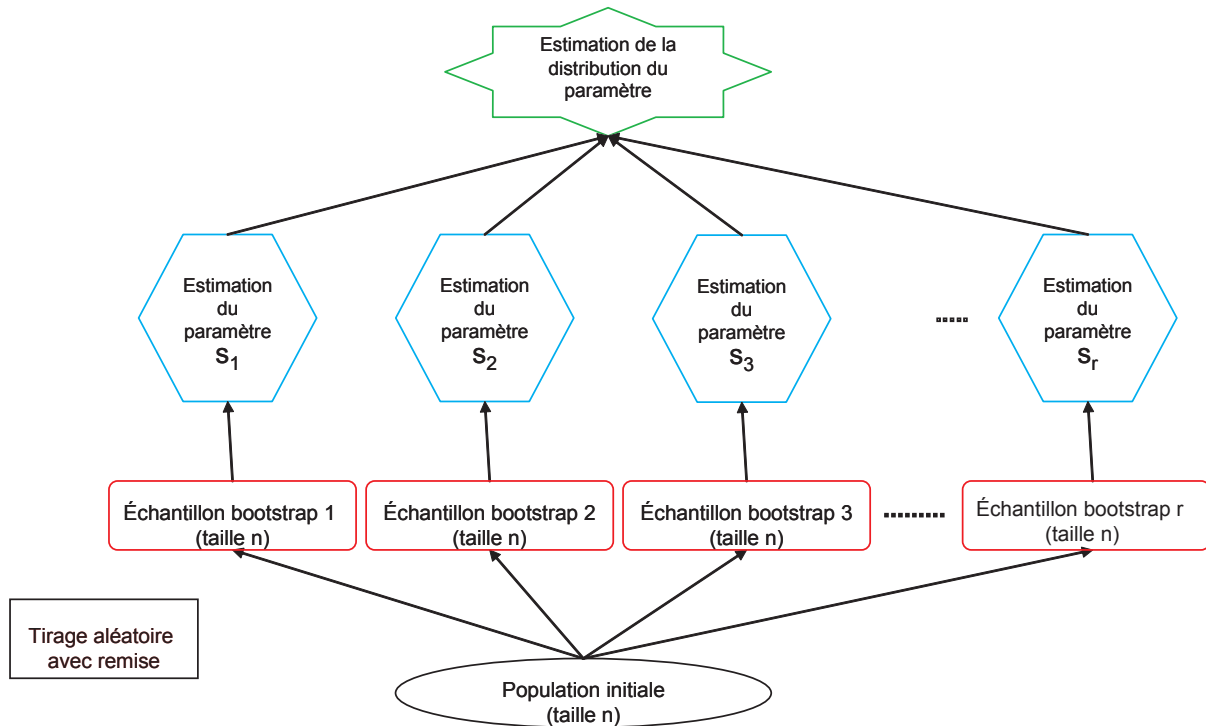 Estimation de la
distribution du
paramètre
Estimation
du
paramètre
S1
Estimation
du
paramètre
S2
Estimation
du
paramètre
S3
Estimation
du
paramètre
Sr
Échantillon bootstrap 1
(taille n)
Échantillon bootstrap 2
(taille n)
Échantillon bootstrap 3
(taille n)
Échantillon bootstrap r
(taille n)
Tirage aléatoire
avec remise
Population initiale
(taille n)